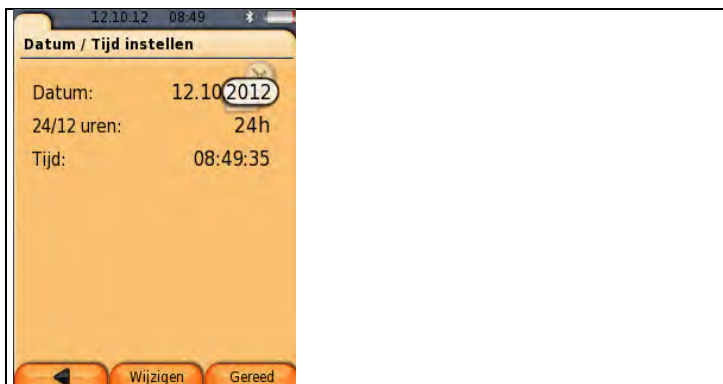 12.10.12 08:49
Datum / Tijd instellen
Datum: 12.10.2012
24/12 uren: 24h
Tijd: 08:49:35
Wijzigen Gereed